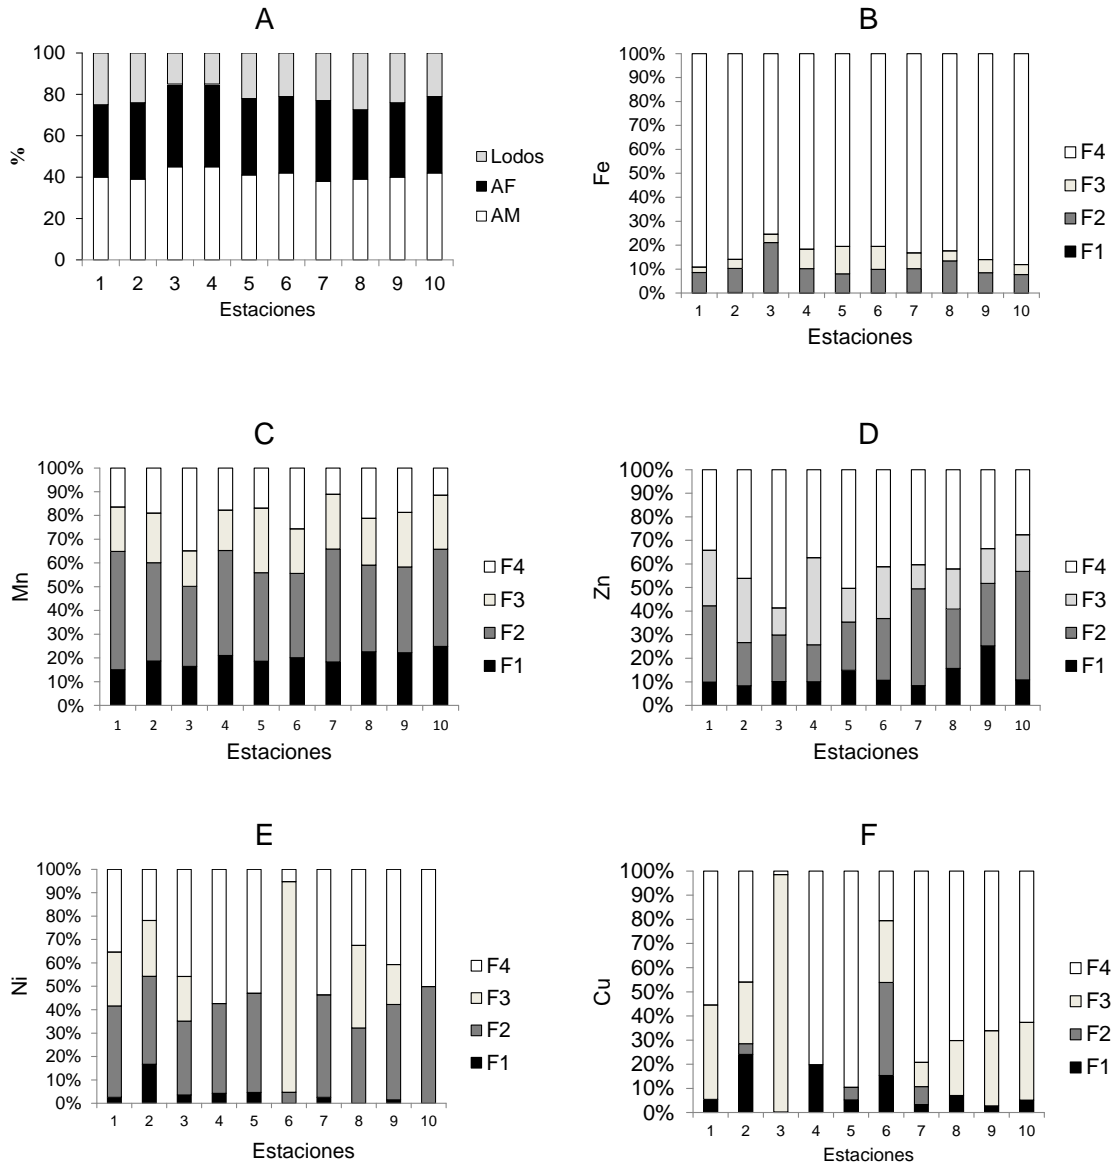 A
100
80
60
40
20
0
%
1 2 3 4 5 6 7 8 9 10
Estaciones
Lodos
AF
AM
B
100%
90%
80%
70%
60%
50%
40%
30%
20%
10%
0%
Fe
1 2 3 4 5 6 7 8 9 10
Estaciones
F4
F3
F2
F1
C
100%
90%
80%
70%
60%
50%
40%
30%
20%
10%
0%
Mn
1 2 3 4 5 6 7 8 9 10
Estaciones
F4
F3
F2
F1
D
100%
90%
80%
70%
60%
50%
40%
30%
20%
10%
0%
Zn
1 2 3 4 5 6 7 8 9 10
Estaciones
F4
F3
F2
F1
E
100%
90%
80%
70%
60%
50%
40%
30%
20%
10%
0%
Ni
1 2 3 4 5 6 7 8 9 10
Estaciones
F4
F3
F2
F1
F
100%
90%
80%
70%
60%
50%
40%
30%
20%
10%
0%
Cu
1 2 3 4 5 6 7 8 9 10
Estaciones
F4
F3
F2
F1